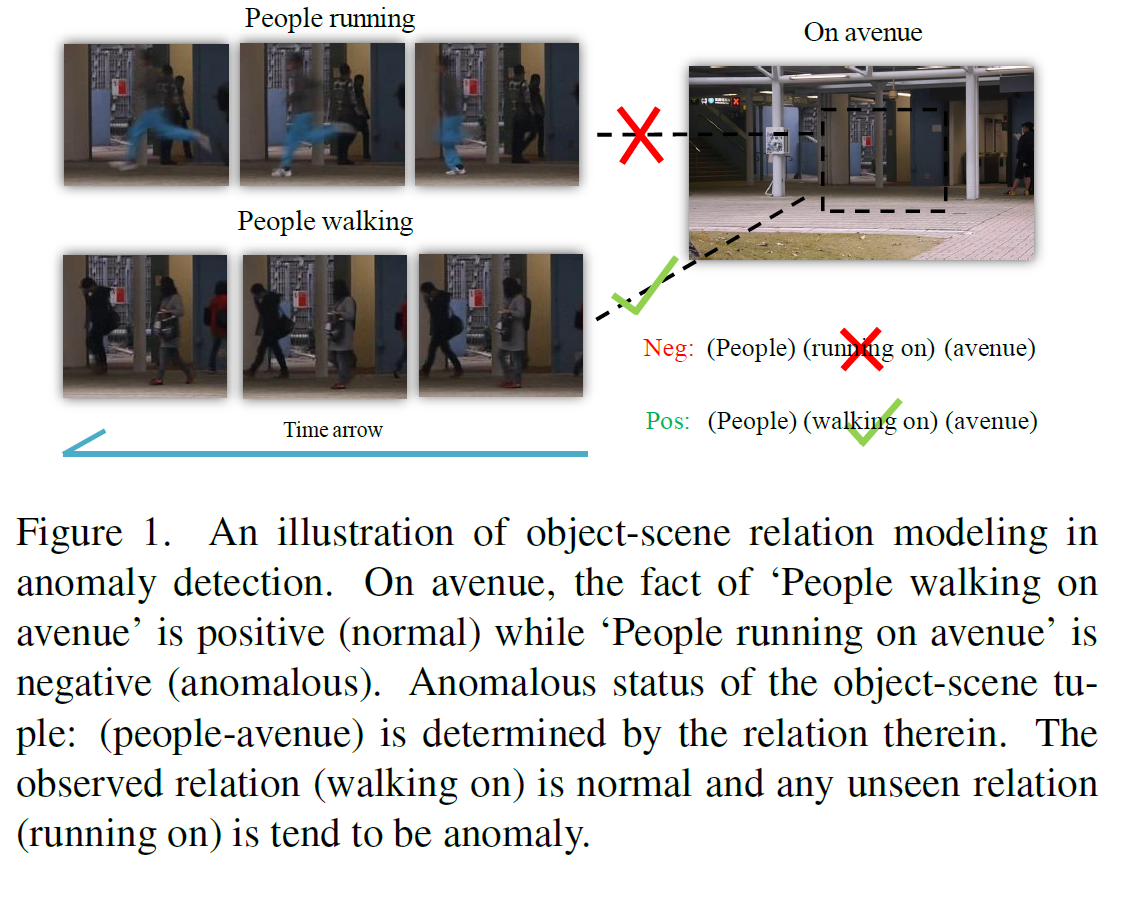 People running
On avenue
People walking
Neg: (People) (running on) (avenue)
Pos: (People) (walking on) (avenue)
Time arrow
Figure 1. An illustration of object-scene relation modeling in
anomaly detection. On avenue, the fact of ‘People walking on
avenue’ is positive (normal) while ‘People running on avenue’ is
negative (anomalous). Anomalous status of the object-scene tu-
ple: (people-avenue) is determined by the relation therein. The
observed relation (walking on) is normal and any unseen relation
(running on) is tend to be anomaly.